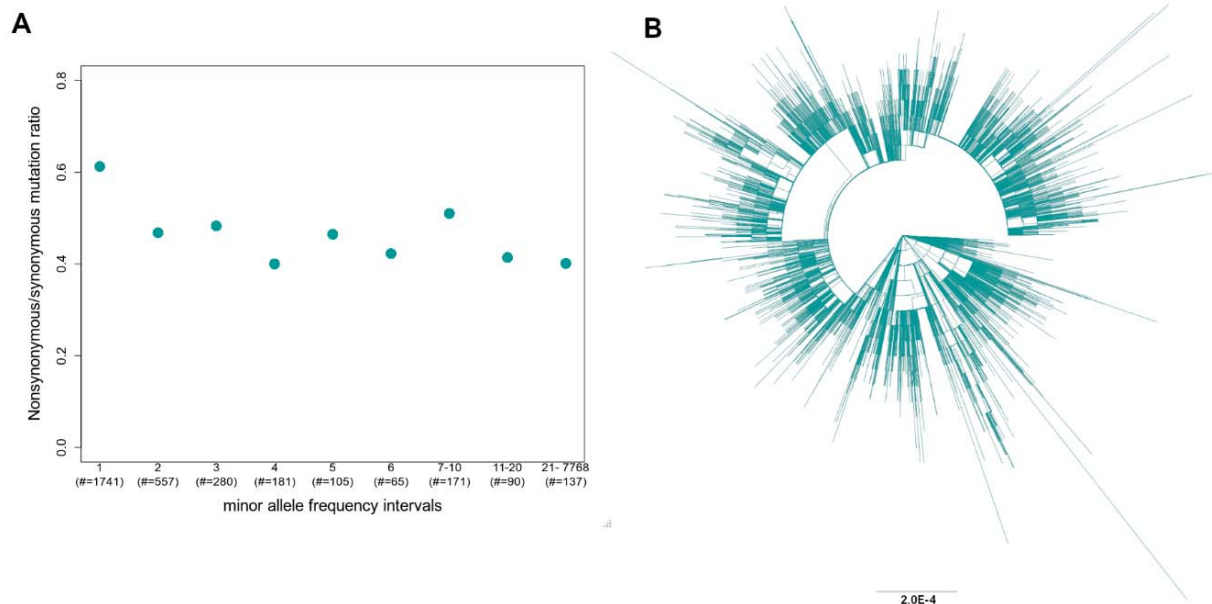 A
B
Nonsynonymous/synonymous mutation ratio
0.8
0.6
0.4
0.2
0.0
1 2 3 4 5 6 7-10 11-20 21- 7768
(#=1741) (#=557) (#=280) (#=181) (#=105) (#=65) (#=171) (#=90) (#=137)
minor allele frequency intervals
2.0E-4